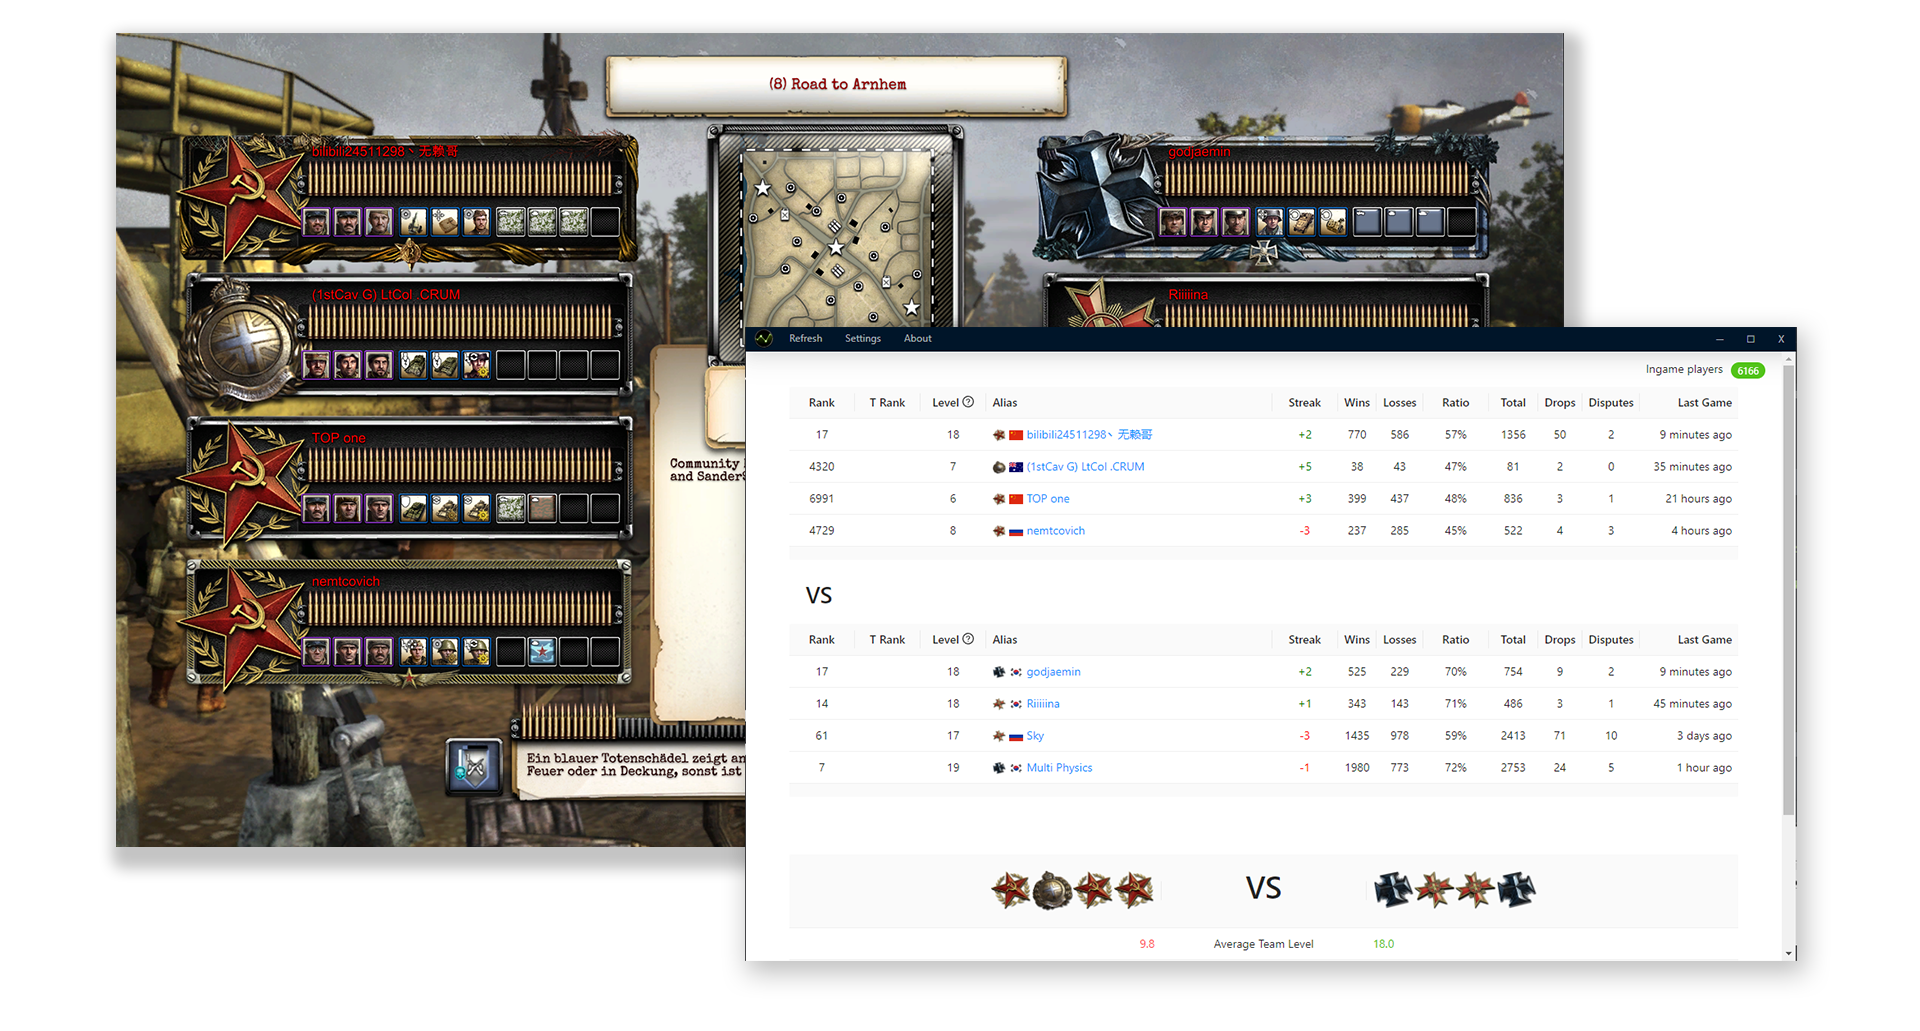 (8) Road to Arnhem
bilibili24511298丶无赖哥
godjaemin
(1stCav G) LtCol .CRUM
Riiiiina
TOP one
nemtcovich
Community
and Sander
Ein blauer Totenschädel zeigt an
Feuer oder in Deckung, sonst ist
Refresh Settings About
Ingame players 6166
Rank T Rank Level Alias Streak Wins Losses Ratio Total Drops Disputes Last Game
17 18 bilibili24511298丶无赖哥 +2 770 586 57% 1356 50 2 9 minutes ago
4320 7 (1stCav G) LtCol .CRUM +5 38 43 47% 81 2 0 35 minutes ago
6991 6 TOP one +3 399 437 48% 836 3 1 21 hours ago
4729 8 nemtcovich -3 237 285 45% 522 4 3 4 hours ago
VS
Rank T Rank Level Alias Streak Wins Losses Ratio Total Drops Disputes Last Game
17 18 godjaemin +2 525 229 70% 754 9 2 9 minutes ago
14 18 Riiiiina +1 343 143 71% 486 3 1 45 minutes ago
61 17 Sky -3 1435 978 59% 2413 71 10 3 days ago
7 19 Multi Physics -1 1980 773 72% 2753 24 5 1 hour ago
VS
9.8 Average Team Level 18.0